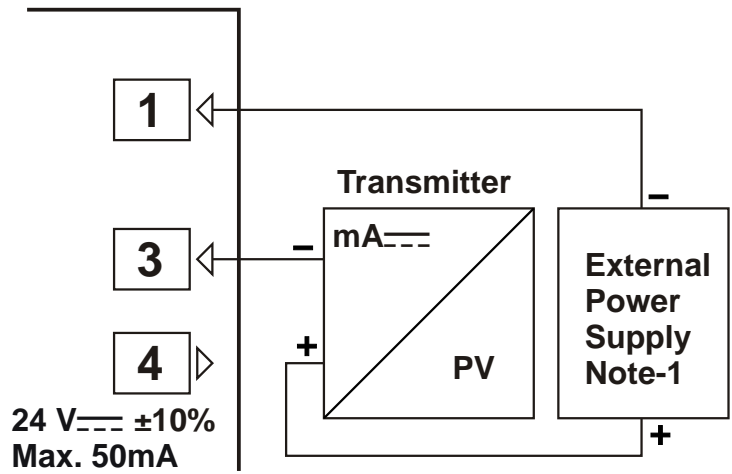 1
–
Transmitter
– mA⎓
3
External
Power
Supply
Note-1
+
4
PV
24 V⎓ ±10%
Max. 50mA
+